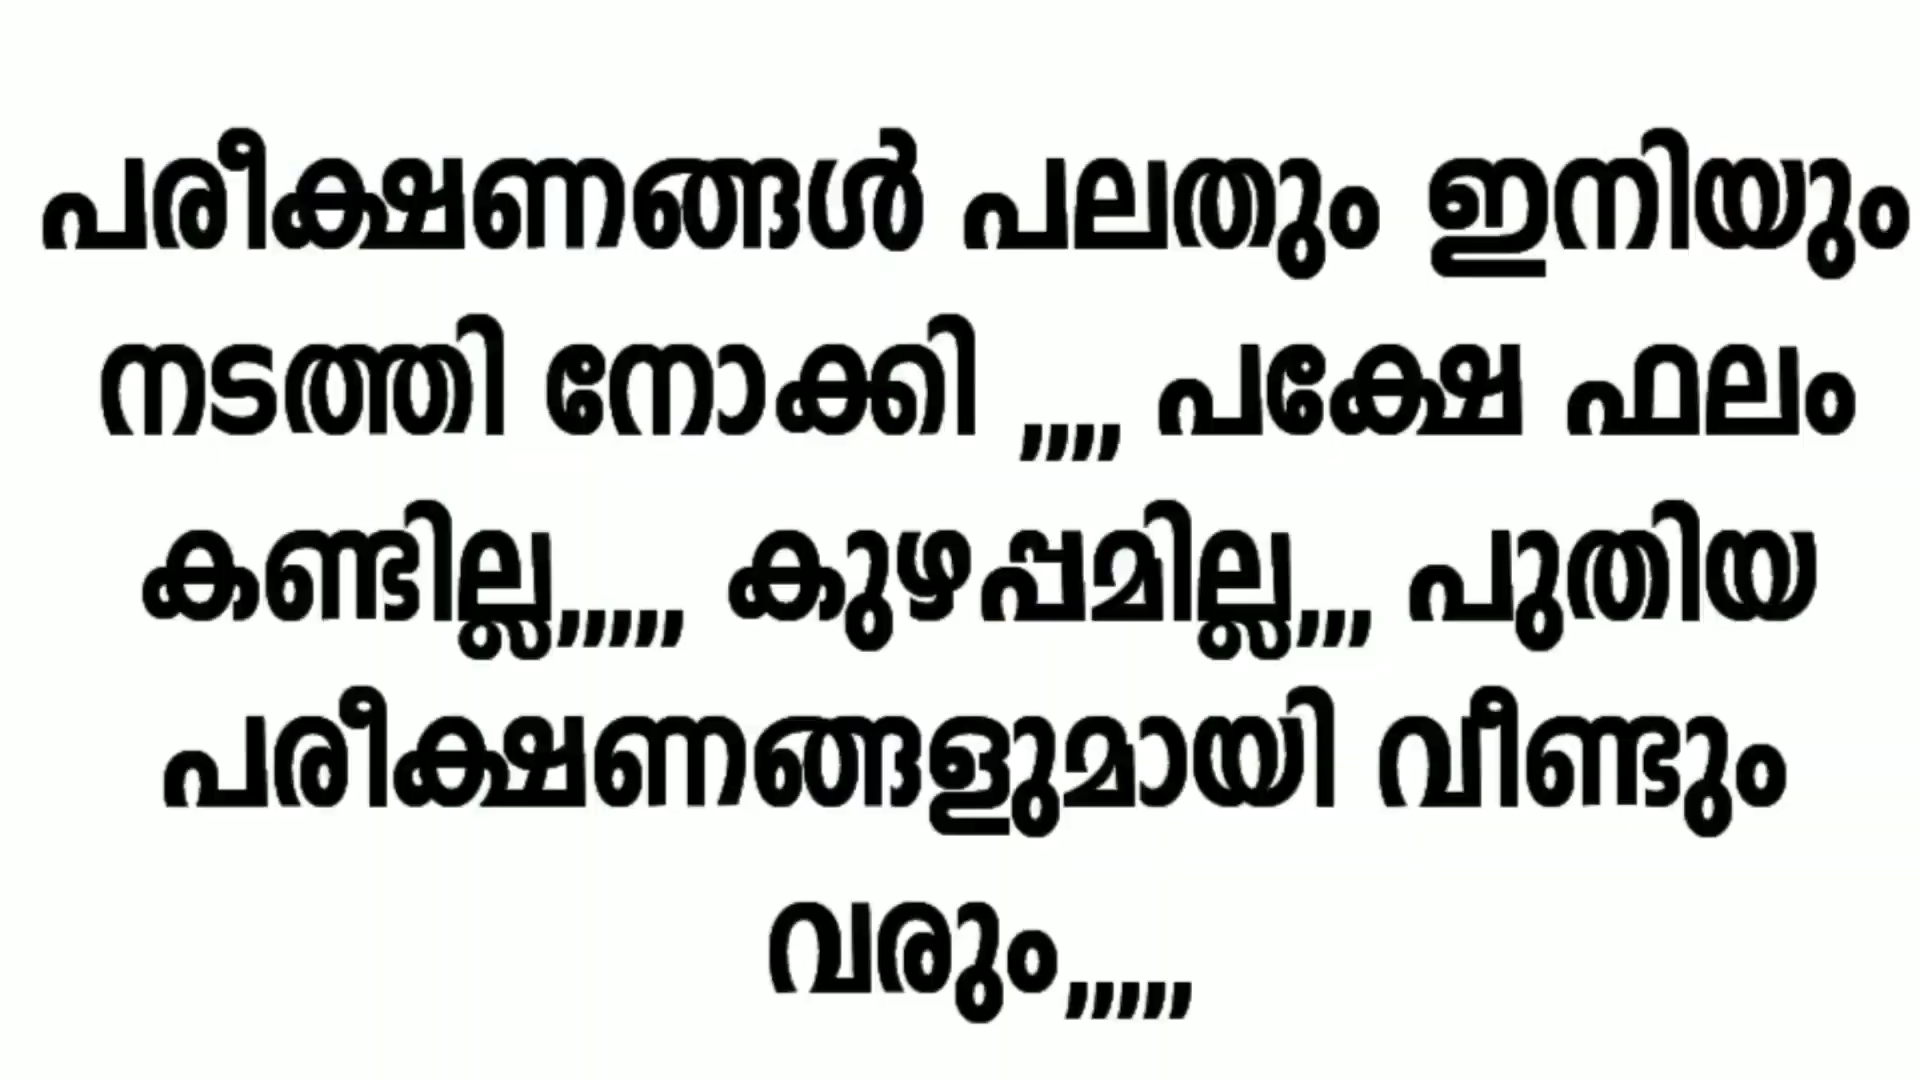 പരീക്ഷണങ്ങൾ പലതും ഇനിയും
നടത്തി നോക്കി ,,,, പക്ഷേ ഫലം
കണ്ടില്ല,,,,, കുഴപ്പമില്ല,,, പുതിയ
പരീക്ഷണങ്ങളുമായി വീണ്ടും
വരും,,,,,